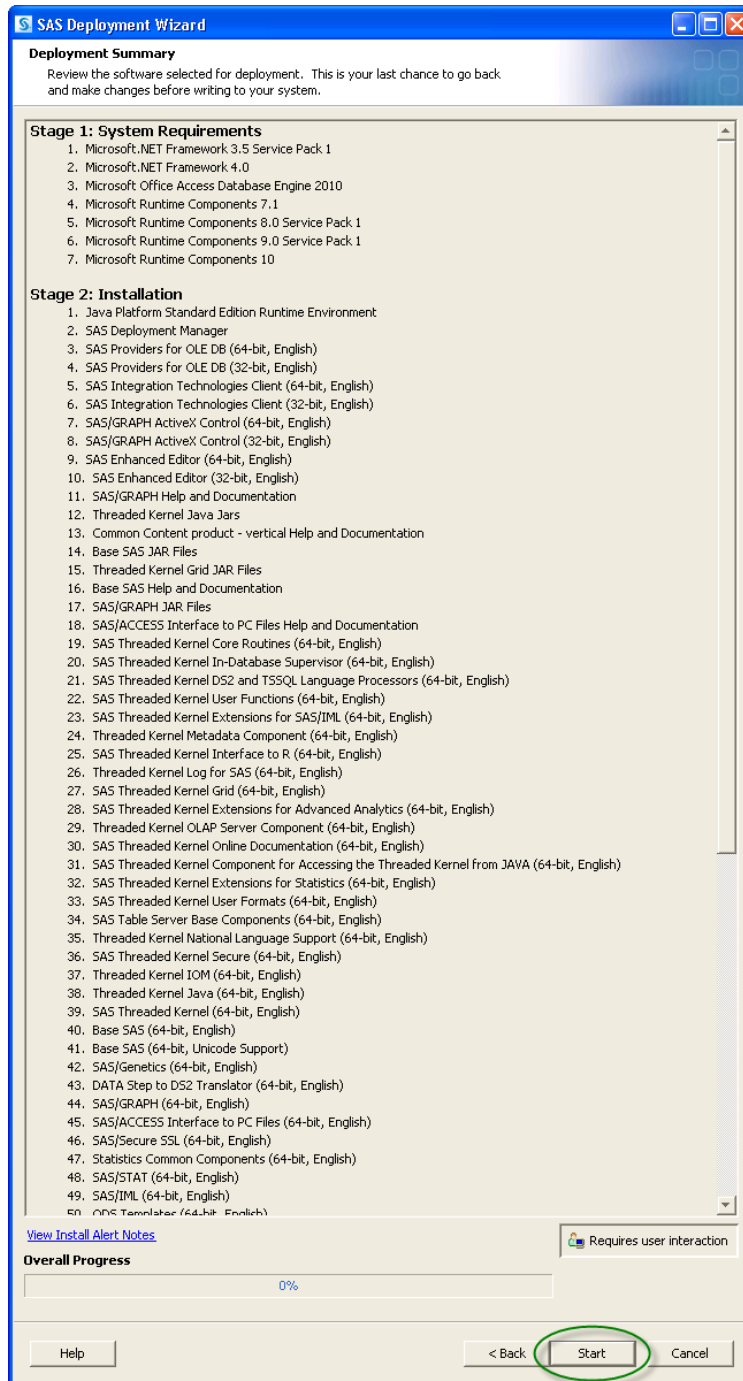 SAS Deployment Wizard
Deployment Summary
Review the software selected for deployment. This is your last chance to go back
and make changes before writing to your system.
Stage 1: System Requirements
1. Microsoft.NET Framework 3.5 Service Pack 1
2. Microsoft.NET Framework 4.0
3. Microsoft Office Access Database Engine 2010
4. Microsoft Runtime Components 7.1
5. Microsoft Runtime Components 8.0 Service Pack 1
6. Microsoft Runtime Components 9.0 Service Pack 1
7. Microsoft Runtime Components 10
Stage 2: Installation
1. Java Platform Standard Edition Runtime Environment
2. SAS Deployment Manager
3. SAS Providers for OLE DB (64-bit, English)
4. SAS Providers for OLE DB (32-bit, English)
5. SAS Integration Technologies Client (64-bit, English)
6. SAS Integration Technologies Client (32-bit, English)
7. SAS/GRAPH ActiveX Control (64-bit, English)
8. SAS/GRAPH ActiveX Control (32-bit, English)
9. SAS Enhanced Editor (64-bit, English)
10. SAS Enhanced Editor (32-bit, English)
11. SAS/GRAPH Help and Documentation
12. Threaded Kernel Java Jars
13. Common Content product - vertical Help and Documentation
14. Base SAS JAR Files
15. Threaded Kernel Grid JAR Files
16. Base SAS Help and Documentation
17. SAS/GRAPH JAR Files
18. SAS/ACCESS Interface to PC Files Help and Documentation
19. SAS Threaded Kernel Core Routines (64-bit, English)
20. SAS Threaded Kernel In-Database Supervisor (64-bit, English)
21. SAS Threaded Kernel DS2 and TSSQL Language Processors (64-bit, English)
22. SAS Threaded Kernel User Functions (64-bit, English)
23. SAS Threaded Kernel Extensions for SAS/IML (64-bit, English)
24. Threaded Kernel Metadata Component (64-bit, English)
25. SAS Threaded Kernel Interface to R (64-bit, English)
26. Threaded Kernel Log for SAS (64-bit, English)
27. SAS Threaded Kernel Grid (64-bit, English)
28. SAS Threaded Kernel Extensions for Advanced Analytics (64-bit, English)
29. Threaded Kernel OLAP Server Component (64-bit, English)
30. SAS Threaded Kernel Online Documentation (64-bit, English)
31. SAS Threaded Kernel Component for Accessing the Threaded Kernel from JAVA (64-bit, English)
32. SAS Threaded Kernel Extensions for Statistics (64-bit, English)
33. SAS Threaded Kernel User Formats (64-bit, English)
34. SAS Table Server Base Components (64-bit, English)
35. Threaded Kernel National Language Support (64-bit, English)
36. SAS Threaded Kernel Secure (64-bit, English)
37. Threaded Kernel IOM (64-bit, English)
38. Threaded Kernel Java (64-bit, English)
39. SAS Threaded Kernel (64-bit, English)
40. Base SAS (64-bit, English)
41. Base SAS (64-bit, Unicode Support)
42. SAS/Genetics (64-bit, English)
43. DATA Step to DS2 Translator (64-bit, English)
44. SAS/GRAPH (64-bit, English)
45. SAS/ACCESS Interface to PC Files (64-bit, English)
46. SAS/Secure SSL (64-bit, English)
47. Statistics Common Components (64-bit, English)
48. SAS/STAT (64-bit, English)
49. SAS/IML (64-bit, English)
50. ODS Templates (64-bit, English)
View Install Alert Notes
Requires user interaction
Overall Progress
0%
Help
< Back
Start
Cancel